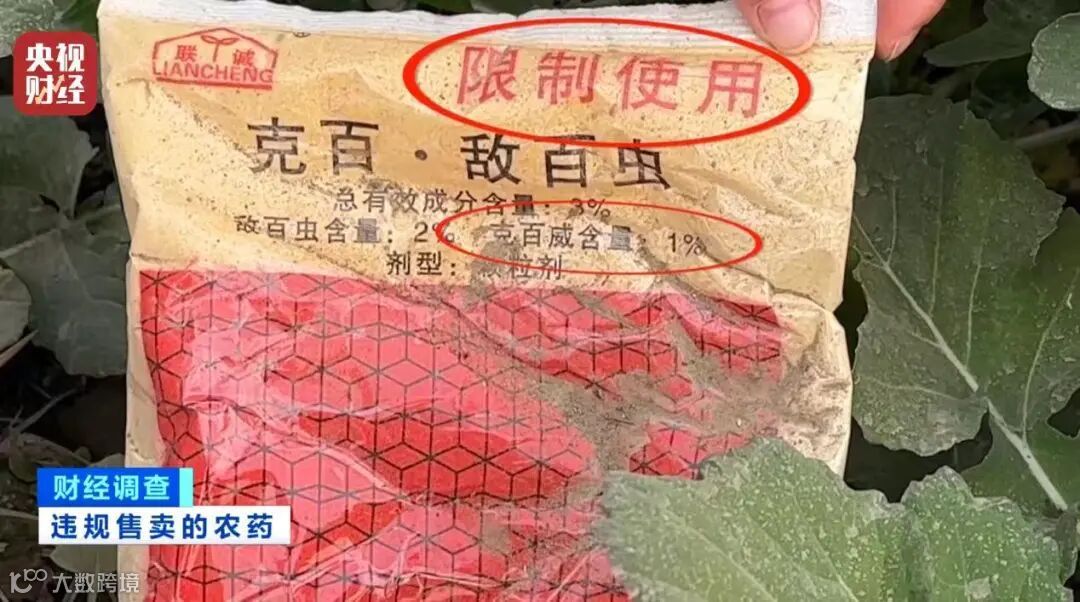 央视
财经
联诚
LIANCHENG
限制使用
克百·敌百虫
总有效成分含量:3%
敌百虫含量:2% 克百威含量:1%
剂型:颗粒剂
财经调查
违规售卖的农药
大数跨境